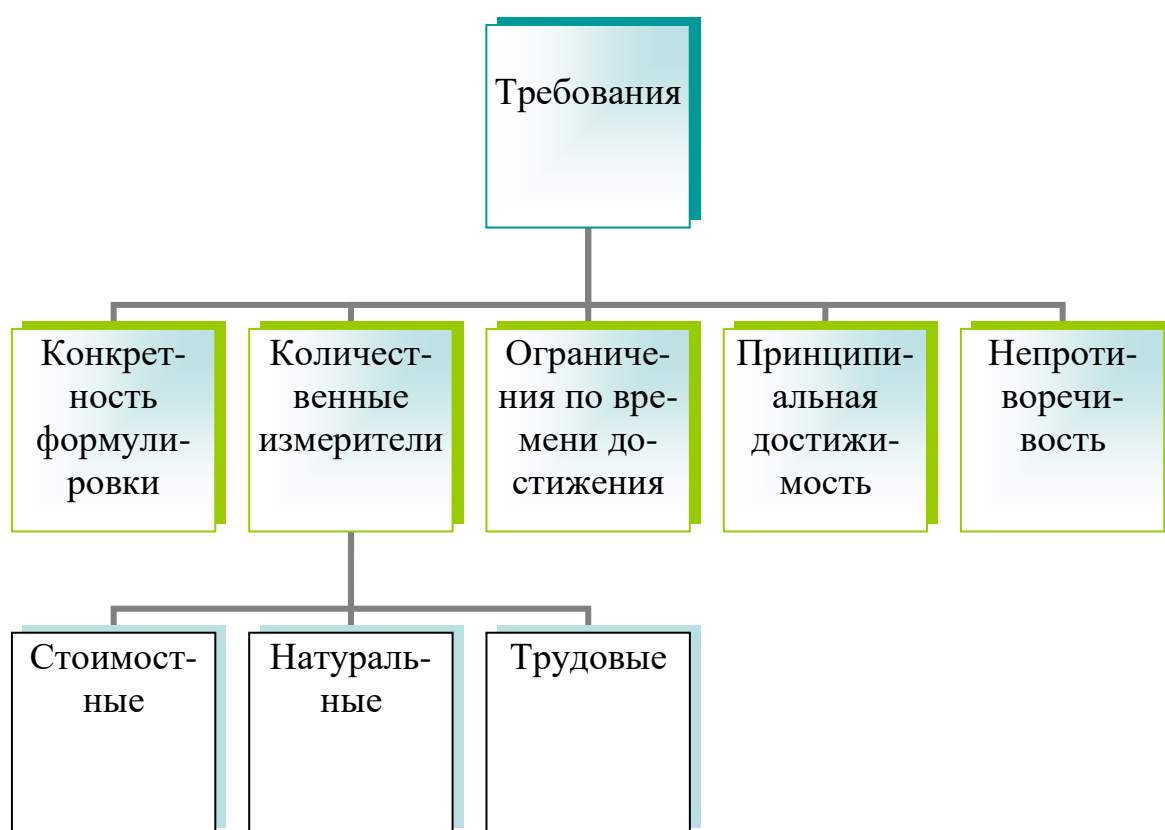 Требования
Конкрет-
ность
формули-
ровки
Количест-
венные
измерители
Ограниче-
ния по вре-
мени до-
стижения
Принципи-
альная
достижи-
мость
Непроти-
воречи-
вость
Стоимост-
ные
Натураль-
ные
Трудовые